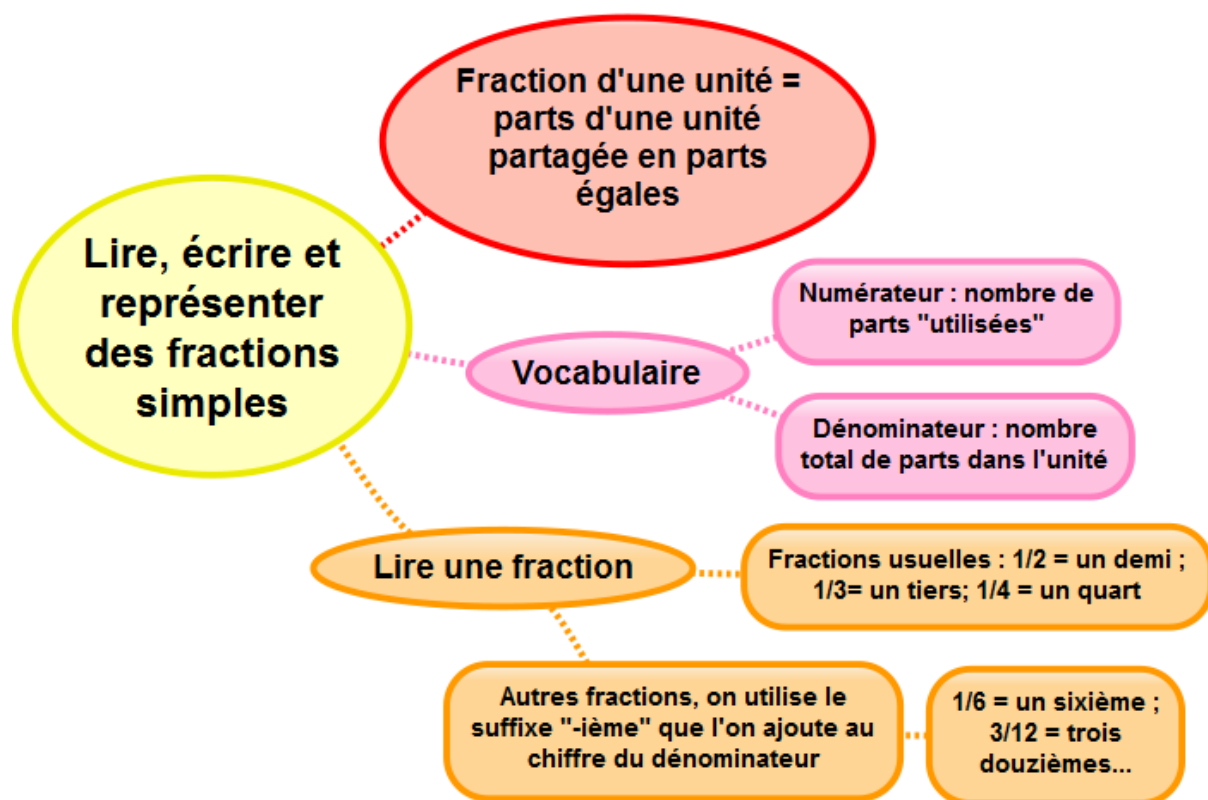 Fraction d'une unité =
parts d'une unité
partagée en parts
égales
Lire, écrire et
représenter
des fractions
simples
Numérateur : nombre de
parts "utilisées"
Vocabulaire
Dénominateur : nombre
total de parts dans l'unité
Lire une fraction
Fractions usuelles : 1/2 = un demi ;
1/3= un tiers; 1/4 = un quart
Autres fractions, on utilise le
suffixe "-ième" que l'on ajoute au
chiffre du dénominateur
1/6 = un sixième ;
3/12 = trois
douzièmes...